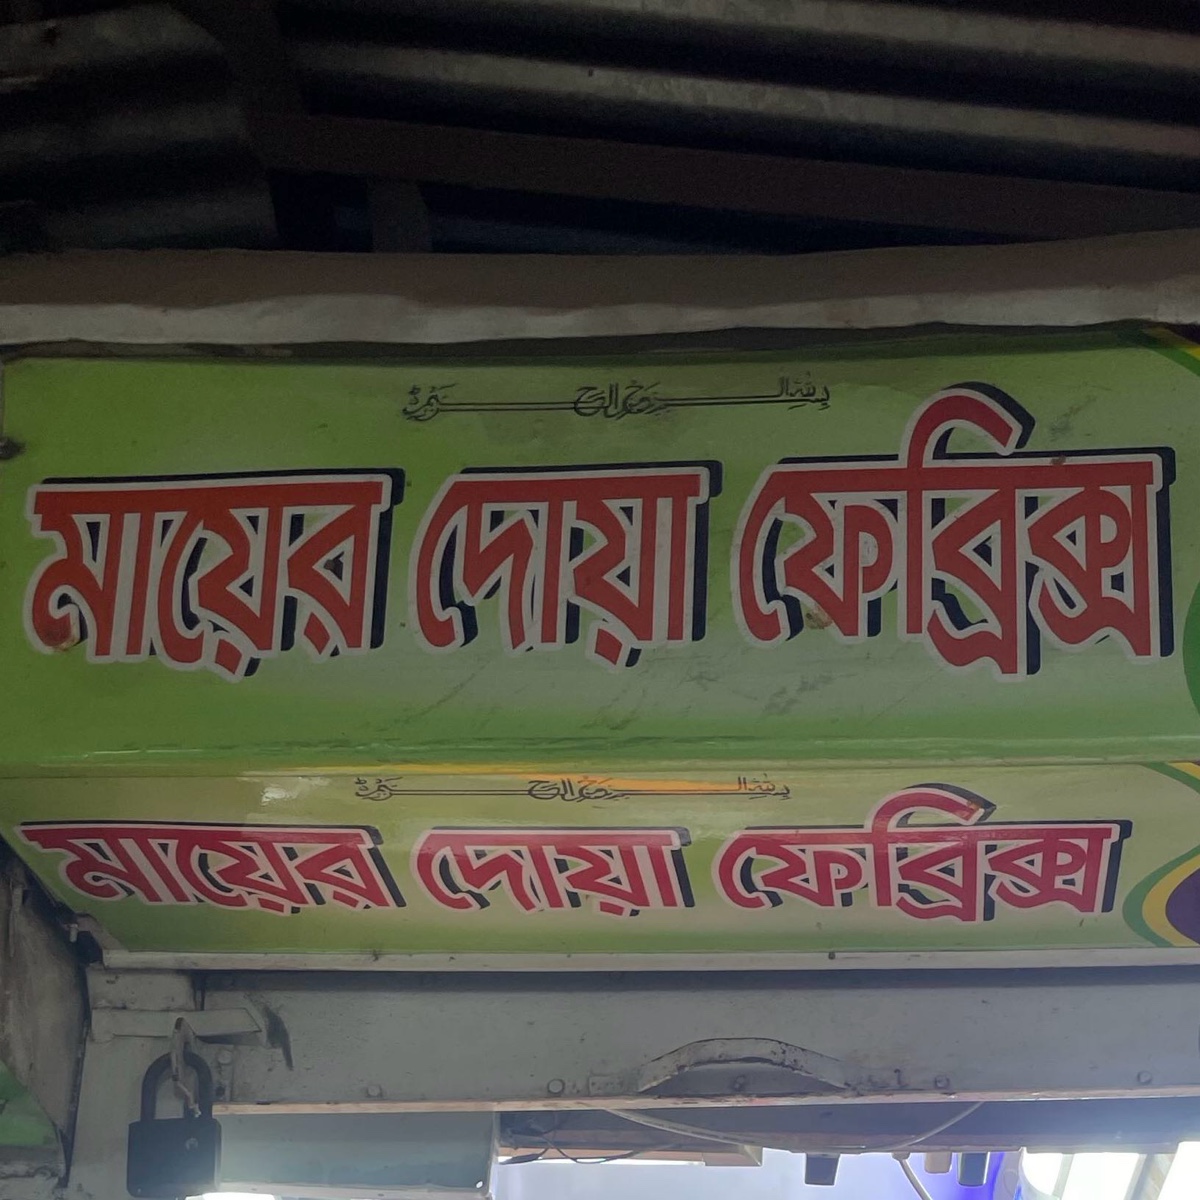 بسم الله الرحمن الرحيم
মায়ের দোয়া ফেব্রিক্স
بسم الله الرحمن الرحيم
মায়ের দোয়া ফেব্রিক্স